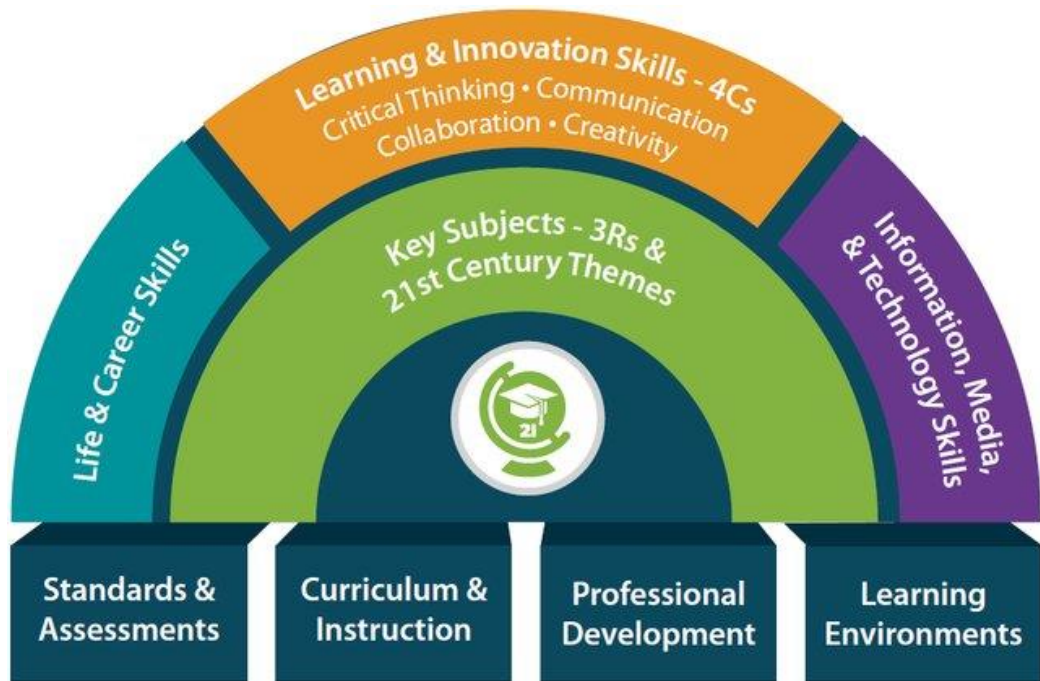 Learning & Innovation Skills - 4Cs
Critical Thinking • Communication
Collaboration • Creativity
Life & Career Skills
Key Subjects - 3Rs &
21st Century Themes
Information, Media,
& Technology Skills
21
Standards &
Assessments
Curriculum &
Instruction
Professional
Development
Learning
Environments